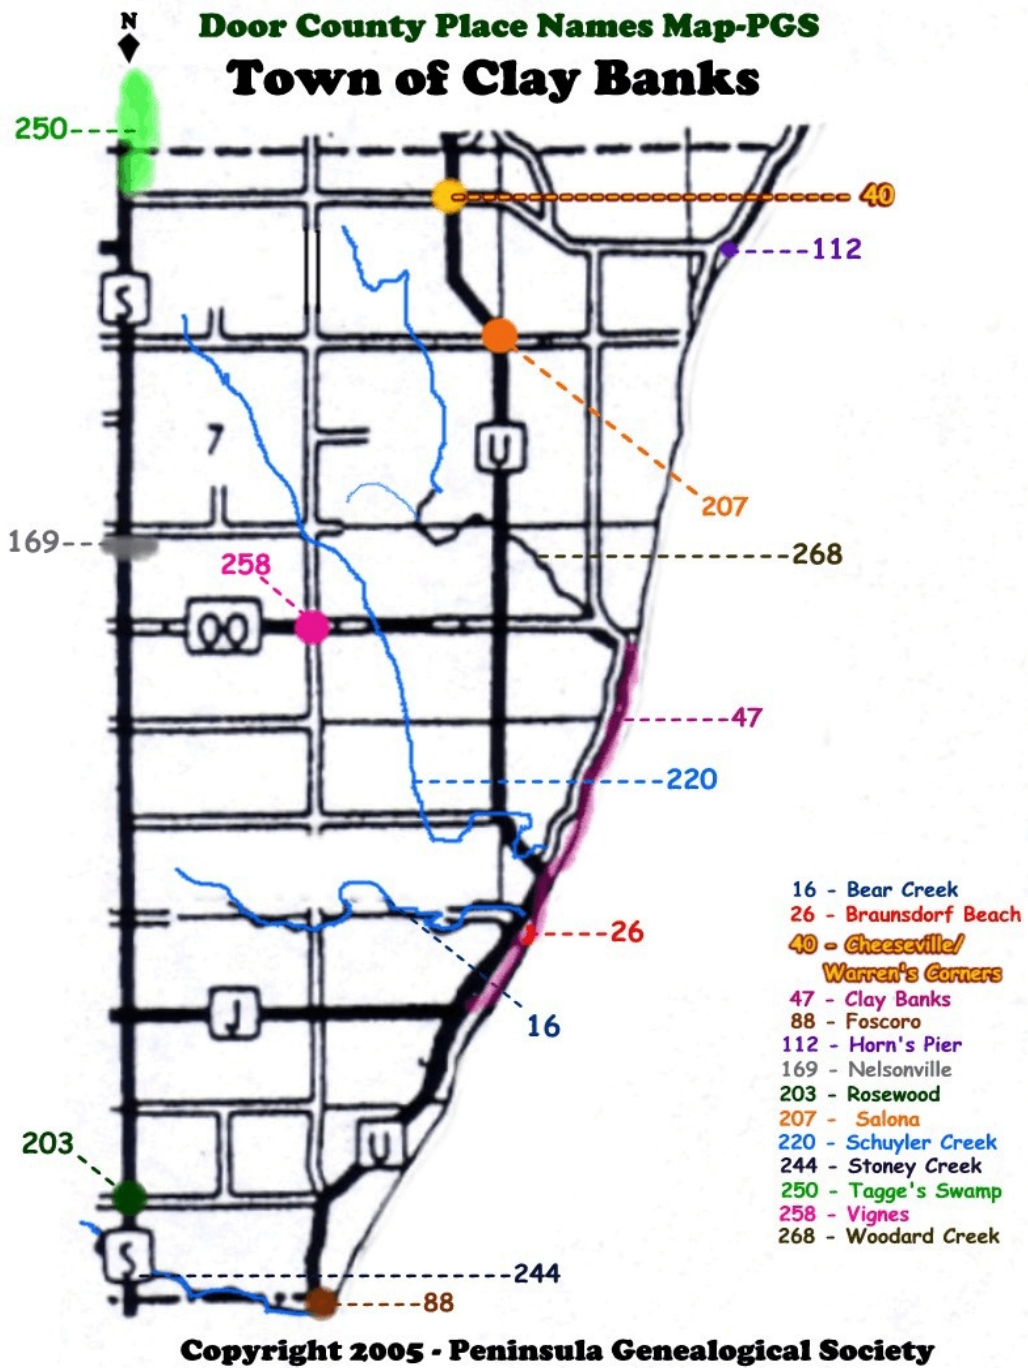 N
Door County Place Names Map-PGS
Town of Clay Banks
250
40
112
S
7
U
207
169
268
258
00
47
220
26
16
J
203
U
S
244
88
16 - Bear Creek
26 - Braunsdorf Beach
40 - Cheeseville/
Warren's Corners
47 - Clay Banks
88 - Foscoro
112 - Horn's Pier
169 - Nelsonville
203 - Rosewood
207 - Salona
220 - Schuyler Creek
244 - Stoney Creek
250 - Tagge's Swamp
258 - Vignes
268 - Woodard Creek
Copyright 2005 - Peninsula Genealogical Society